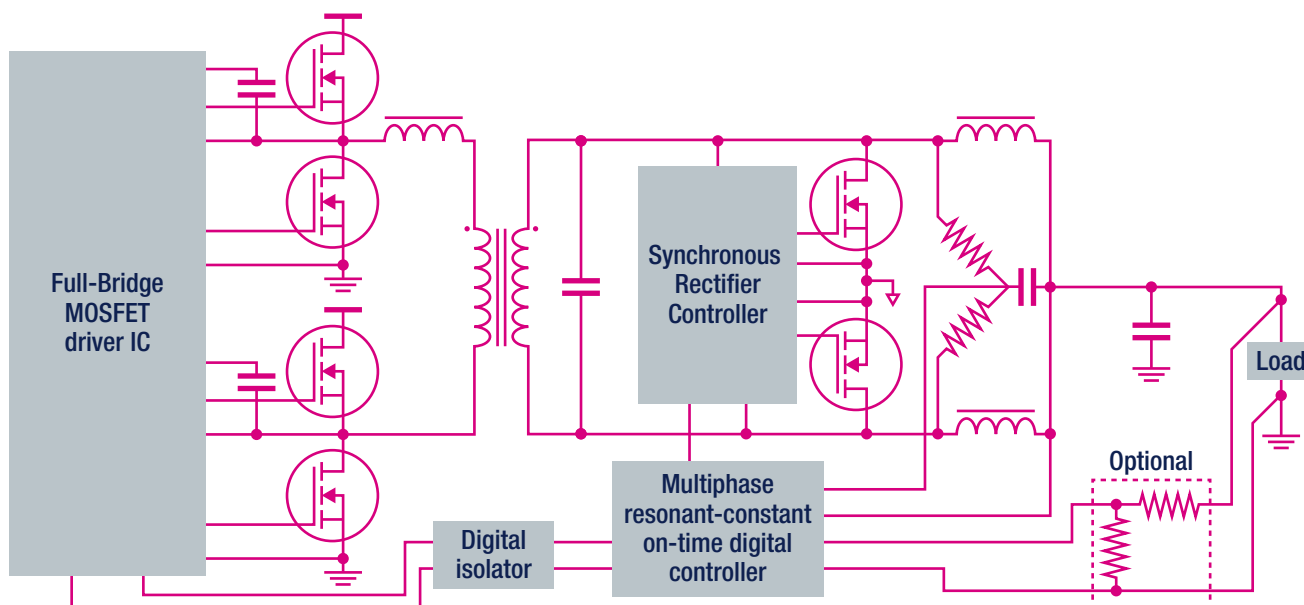 Full-Bridge
MOSFET
driver IC
Synchronous
Rectifier
Controller
Load
Optional
Multiphase
resonant-constant
on-time digital
controller
Digital
isolator